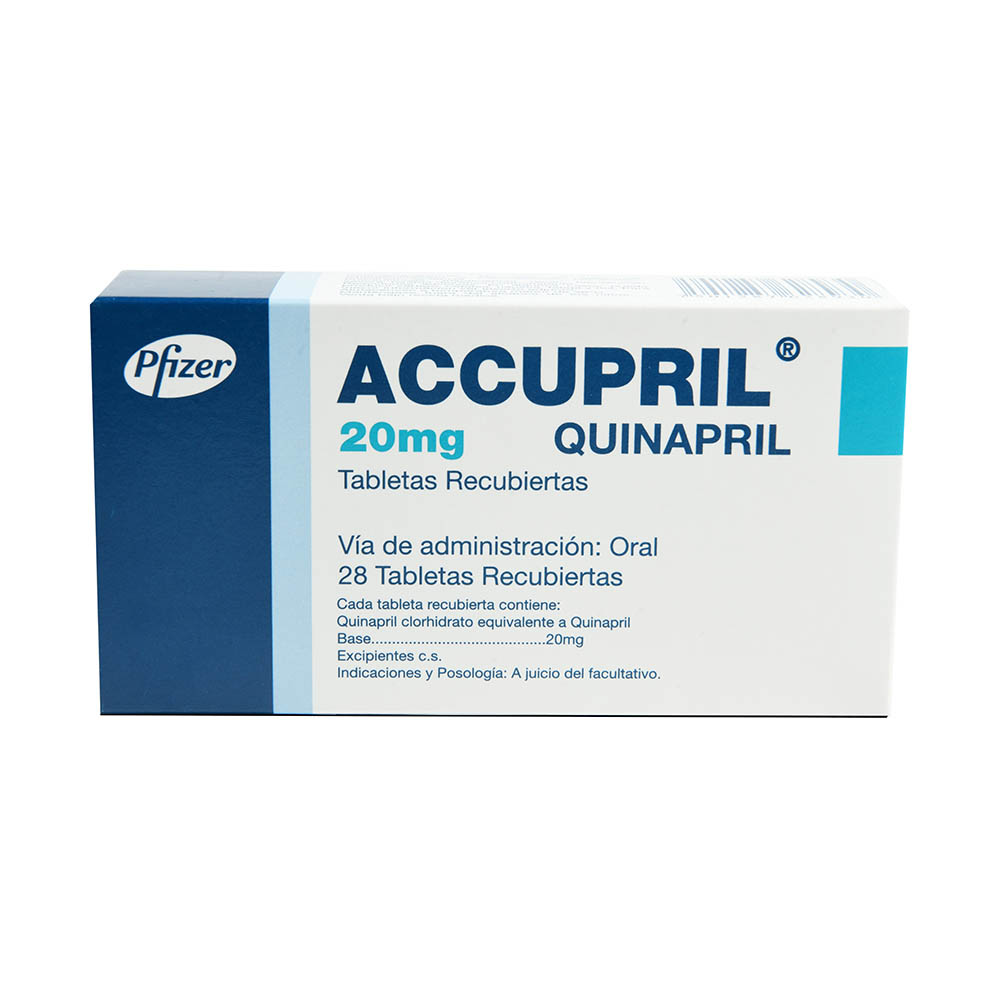 Pfizer
ACCUPRIL®
20mg QUINAPRIL
Tabletas Recubiertas
Vía de administración: Oral
28 Tabletas Recubiertas
Cada tableta recubierta contiene:
Quinapril clorhidrato equivalente a Quinapril
Base..........................................20mg
Excipientes c.s.
Indicaciones y Posología: A juicio del facultativo.